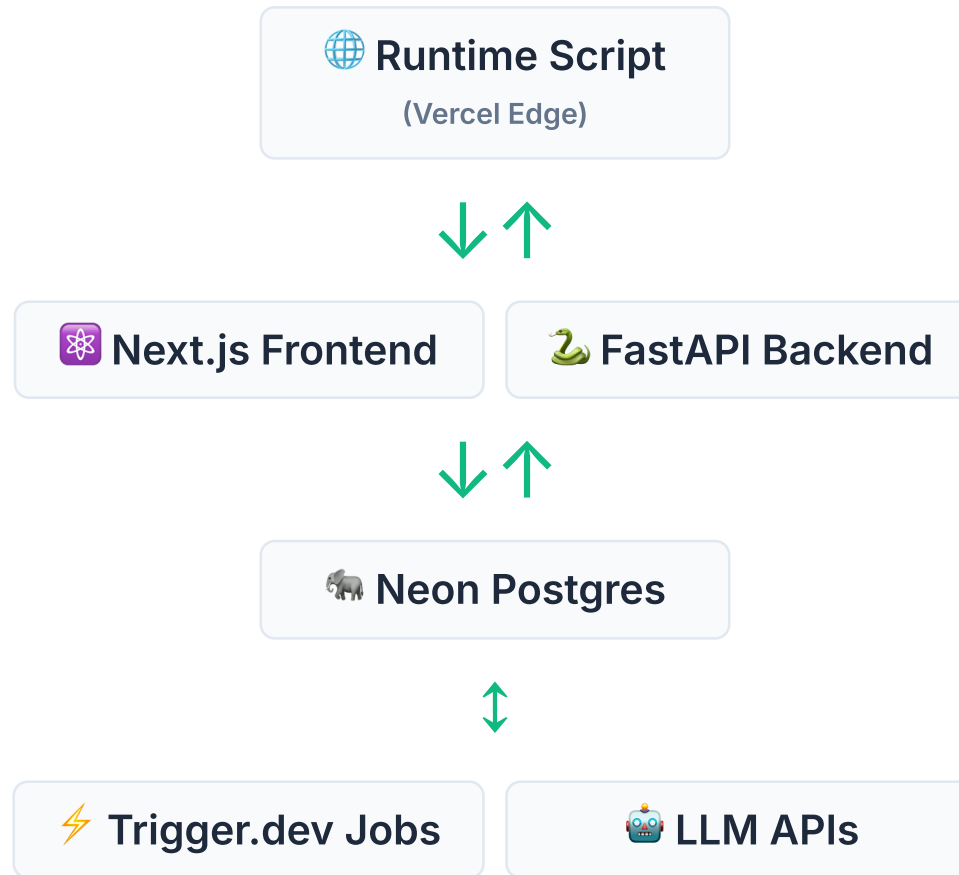 Runtime Script
(Vercel Edge)
Next.js Frontend
FastAPI Backend
Neon Postgres
Trigger.dev Jobs
LLM APIs